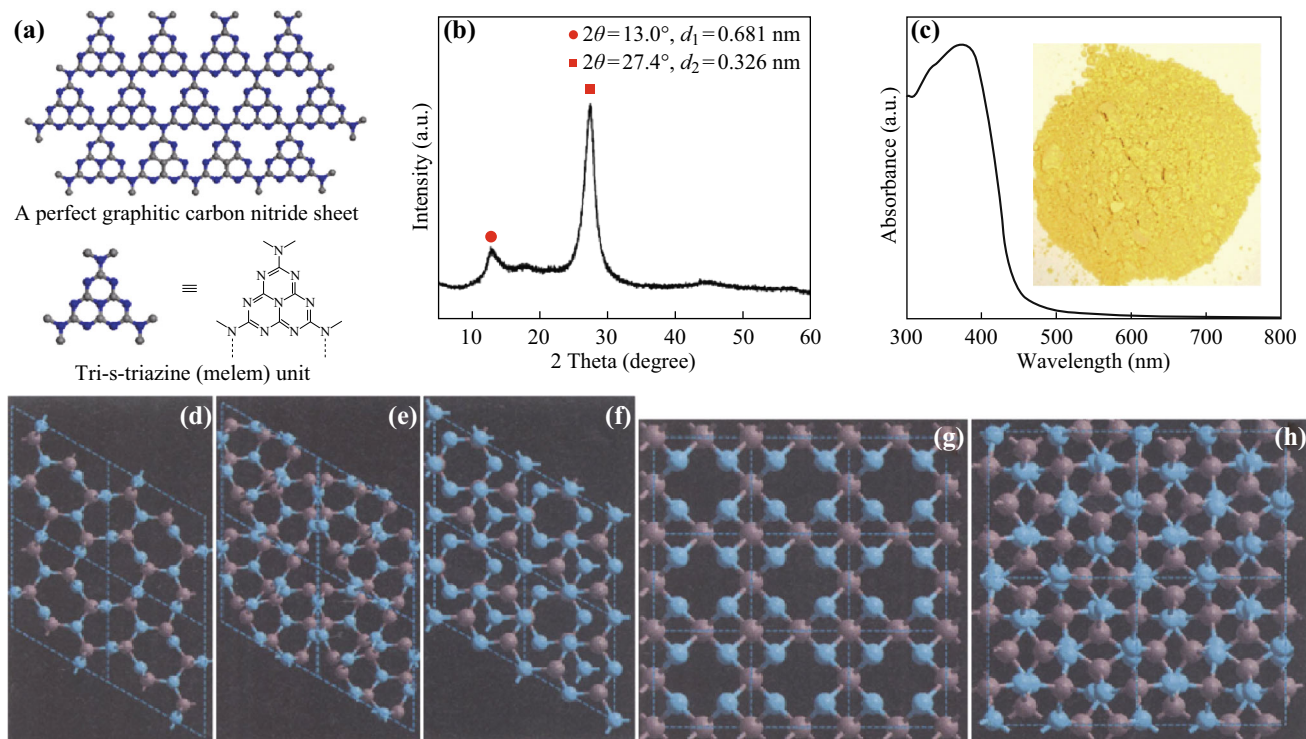 (a)
A perfect graphitic carbon nitride sheet
≡
N
N N
N N N
N N N N N
Tri-s-triazine (melem) unit
(b)
2θ=13.0°, d1=0.681 nm
2θ=27.4°, d2=0.326 nm
Intensity (a.u.)
10 20 30 40 50 60
2 Theta (degree)
(c)
Absorbance (a.u.)
300 400 500 600 700 800
Wavelength (nm)
(d)
(e)
(f)
(g)
(h)